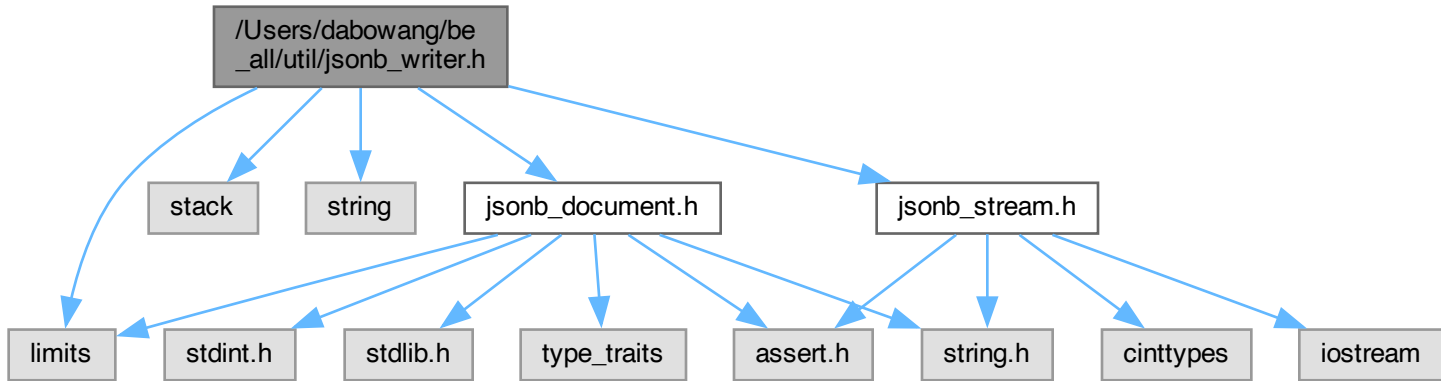 /Users/dabowang/be
_all/util/jsonb_writer.h
stack
string
jsonb_document.h
jsonb_stream.h
limits
stdint.h
stdlib.h
type_traits
assert.h
string.h
cinttypes
iostream